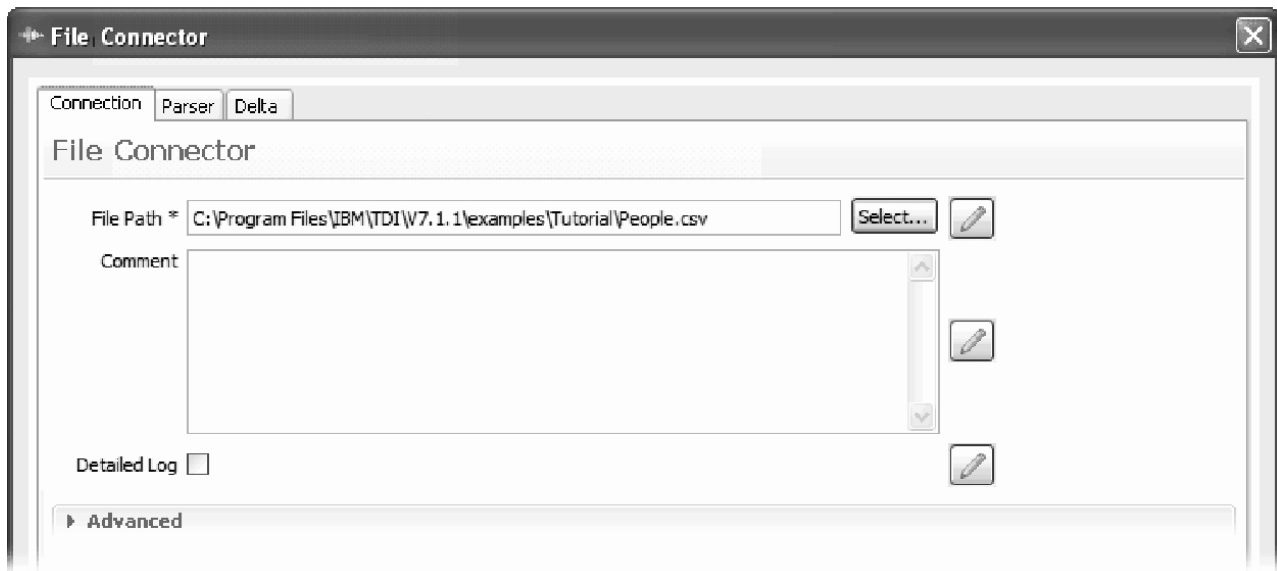 File Connector
Connection Parser Delta
File Connector
File Path * C:\Program Files\IBM\TDI\V7.1.1\examples\Tutorial\People.csv Select...
Comment
Detailed Log
Advanced